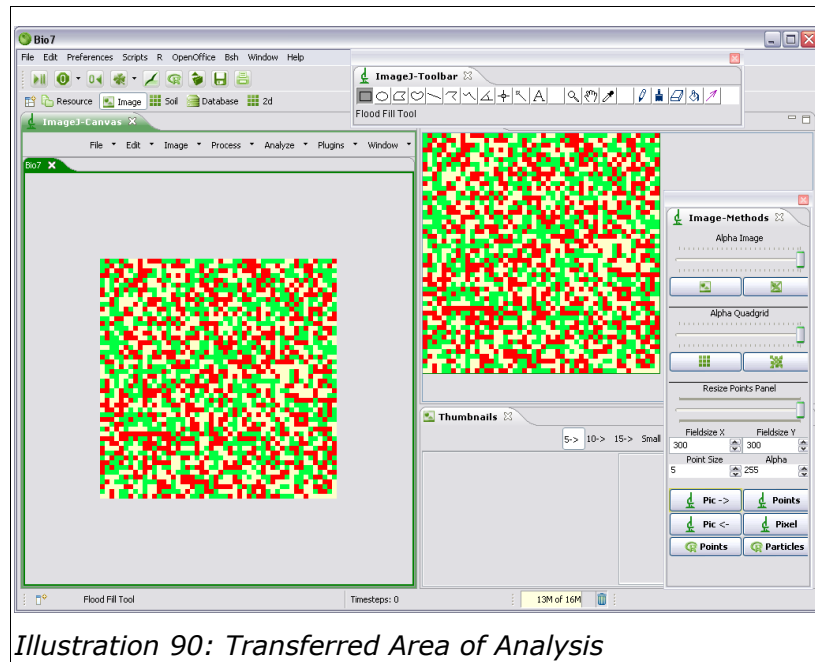 Bio7
File Edit Preferences Scripts R OpenOffice Bsh Window Help
ImageJ-Toolbar
Flood Fill Tool
Resource Image Soil Database 2d
ImageJ-Canvas
File Edit Image Process Analyze Plugins Window
Bio7
Image-Methods
Alpha Image
Alpha Quadgrid
Resize Points Panel
Fieldsize X Fieldsize Y
300 300
Point Size Alpha
5 255
Pic -> Points
Pic <- Pixel
Points Particles
Thumbnails
5-> 10-> 15-> Small
Flood Fill Tool Timesteps: 0 13M of 16M
Illustration 90: Transferred Area of Analysis